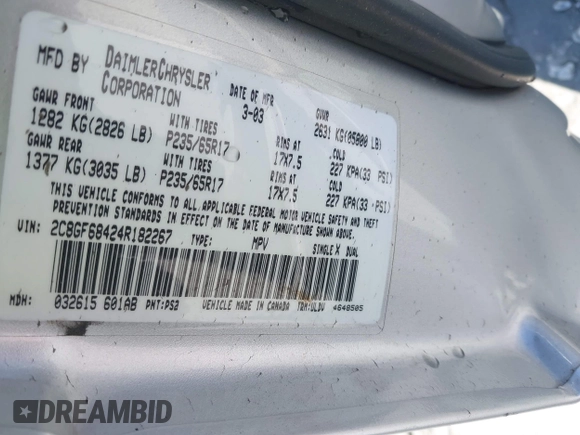 MFD BY DAIMLERCHRYSLER CORPORATION
DATE OF MFR 3-03
GVWR 2631 KG(05800 LB)
GAWR FRONT WITH TIRES RIMS AT COLD
1282 KG(2826 LB) P235/65R17 17X7.5 227 KPA(33 PSI)
GAWR REAR WITH TIRES RIMS AT COLD
1377 KG(3035 LB) P235/65R17 17X7.5 227 KPA(33 PSI)
THIS VEHICLE CONFORMS TO ALL APPLICABLE FEDERAL MOTOR VEHICLE SAFETY AND THEFT
PREVENTION STANDARDS IN EFFECT ON THE DATE OF MANUFACTURE SHOWN ABOVE
VIN: 2C8GF68424R182267 TYPE: MPV SINGLE X DUAL
MDH: 032615 601AB PNT:PS2 VEHICLE MADE IN CANADA TRM:ULDV 4648505
DREAMBID